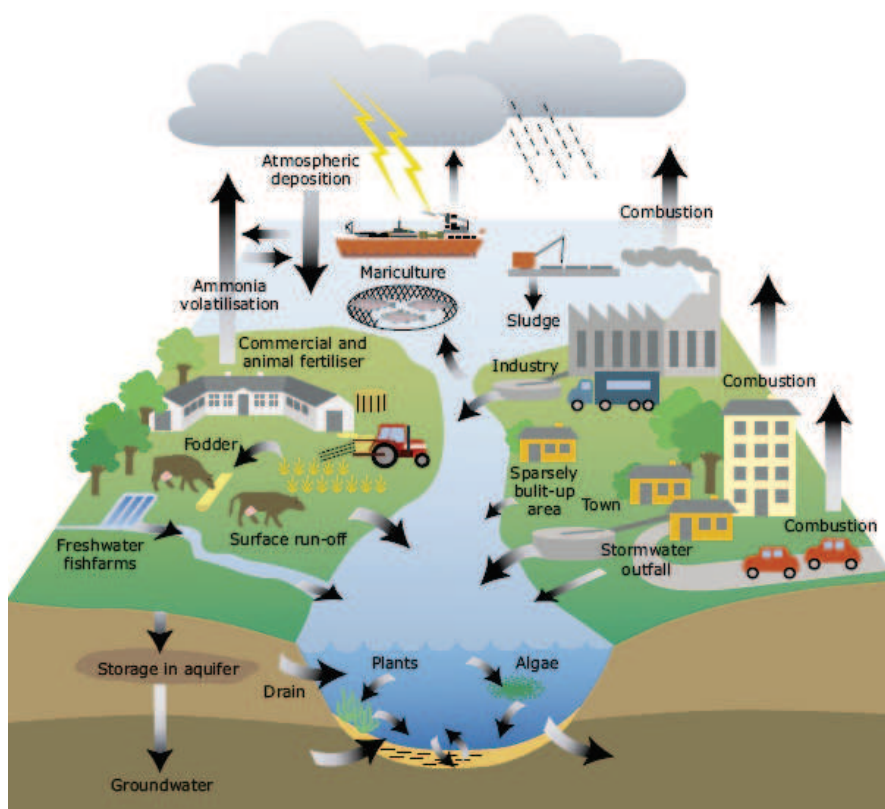 Atmospheric
deposition
Combustion
Mariculture
Ammonia
volatilisation
Sludge
Commercial and
animal fertiliser
Industry
Combustion
Fodder
Sparsely
bulit-up
area
Town
Surface run-off
Freshwater
fishfarms
Stormwater
outfall
Combustion
Storage in aquifer
Plants
Algae
Drain
Groundwater